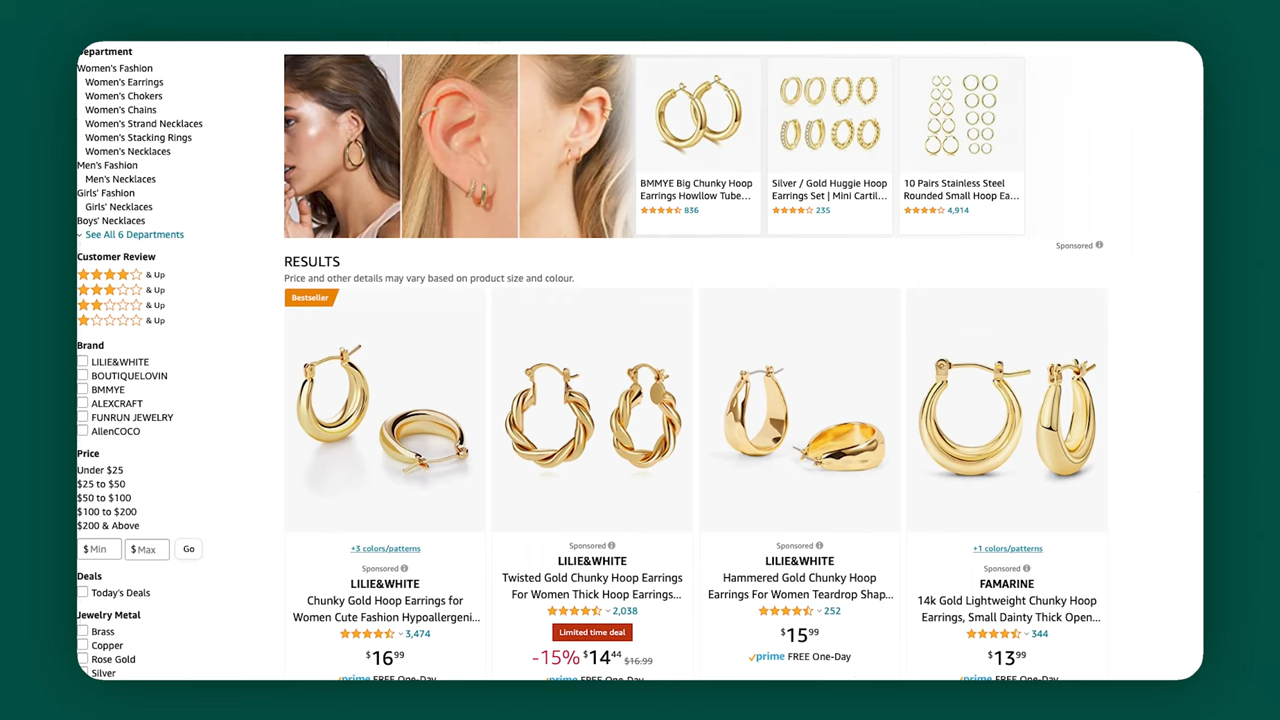 Department
Women's Fashion
Women's Earrings
Women's Chokers
Women's Chains
Women's Strand Necklaces
Women's Stacking Rings
Women's Necklaces
Men's Fashion
Men's Necklaces
Girls' Fashion
Girls' Necklaces
Boys' Necklaces
See All 6 Departments
Customer Review
& Up
& Up
& Up
& Up
Brand
LILIE&WHITE
BOUTIQUELOVIN
BMMYE
ALEXCRAFT
FUNRUN JEWELRY
AllenCOCO
Price
Under $25
$25 to $50
$50 to $100
$100 to $200
$200 & Above
$ Min $ Max Go
Deals
Today's Deals
Jewelry Metal
Brass
Copper
Rose Gold
Silver
BMMYE Big Chunky Hoop
Earrings Howllow Tube...
836
Silver / Gold Huggie Hoop
Earrings Set | Mini Cartil...
235
10 Pairs Stainless Steel
Rounded Small Hoop Ea...
4,914
Sponsored
RESULTS
Price and other details may vary based on product size and colour.
Bestseller
+3 colors/patterns
Sponsored
LILIE&WHITE
Chunky Gold Hoop Earrings for
Women Cute Fashion Hypoallergeni...
3,474
$16 99
prime FREE One-Day
Sponsored
LILIE&WHITE
Twisted Gold Chunky Hoop Earrings
For Women Thick Hoop Earrings...
2,038
Limited time deal
-15% $14 44 $16.99
prime FREE One-Day
Sponsored
LILIE&WHITE
Hammered Gold Chunky Hoop
Earrings For Women Teardrop Shap...
252
$15 99
prime FREE One-Day
+1 colors/patterns
Sponsored
FAMARINE
14k Gold Lightweight Chunky Hoop
Earrings, Small Dainty Thick Open...
344
$13 99
prime FREE One-Day